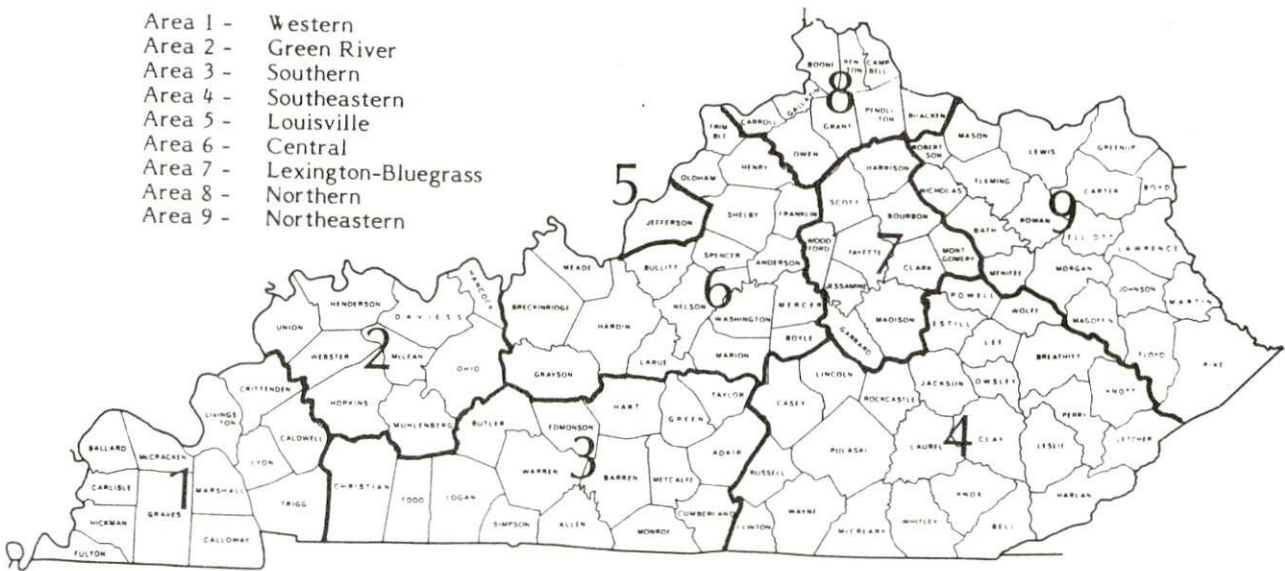 Area 1 - Western
Area 2 - Green River
Area 3 - Southern
Area 4 - Southeastern
Area 5 - Louisville
Area 6 - Central
Area 7 - Lexington-Bluegrass
Area 8 - Northern
Area 9 - Northeastern
BOONE
KENTON
CAMPBELL
8
GALLATIN
CARROLL
GRANT
PENDLETON
BRACKEN
TRIMBLE
OWEN
MASON
ROBERTSON
LEWIS
GREENUP
HENRY
HARRISON
FLEMING
CARTER
BOYD
5
OLDHAM
NICHOLAS
SCOTT
ROWAN
9
JEFFERSON
SHELBY
FRANKLIN
BOURBON
BATH
ELLIOTT
WOODFORD
FAYETTE
7
MONTGOMERY
LAWRENCE
SPENCER
ANDERSON
CLARK
MENIFEE
MORGAN
MEADE
BULLITT
JESSAMINE
POWELL
JOHNSON
MARTIN
HANCOCK
BRECKINRIDGE
NELSON
6
MERCER
WOLFE
MAGOFFIN
HENDERSON
DAVIESS
HARDIN
WASHINGTON
MADISON
ESTILL
UNION
BOYLE
GARRARD
LEE
FLOYD
WEBSTER
2
McLEAN
OHIO
GRAYSON
LARUE
MARION
BREATHITT
PIKE
CRITTENDEN
LINCOLN
JACKSON
OWSLEY
KNOTT
LIVINGSTON
HOPKINS
MUHLENBERG
BUTLER
EDMONSON
HART
GREEN
TAYLOR
CASEY
ROCKCASTLE
PERRY
BALLARD
McCRACKEN
CALDWELL
LYON
3
ADAIR
PULASKI
LAUREL
4
CLAY
LESLIE
LETCHER
CARLISLE
1
MARSHALL
CHRISTIAN
TODD
LOGAN
WARREN
BARREN
METCALFE
RUSSELL
KNOX
HARLAN
HICKMAN
GRAVES
TRIGG
SIMPSON
ALLEN
MONROE
CUMBERLAND
CLINTON
WAYNE
McCREARY
WHITLEY
BELL
FULTON
CALLOWAY